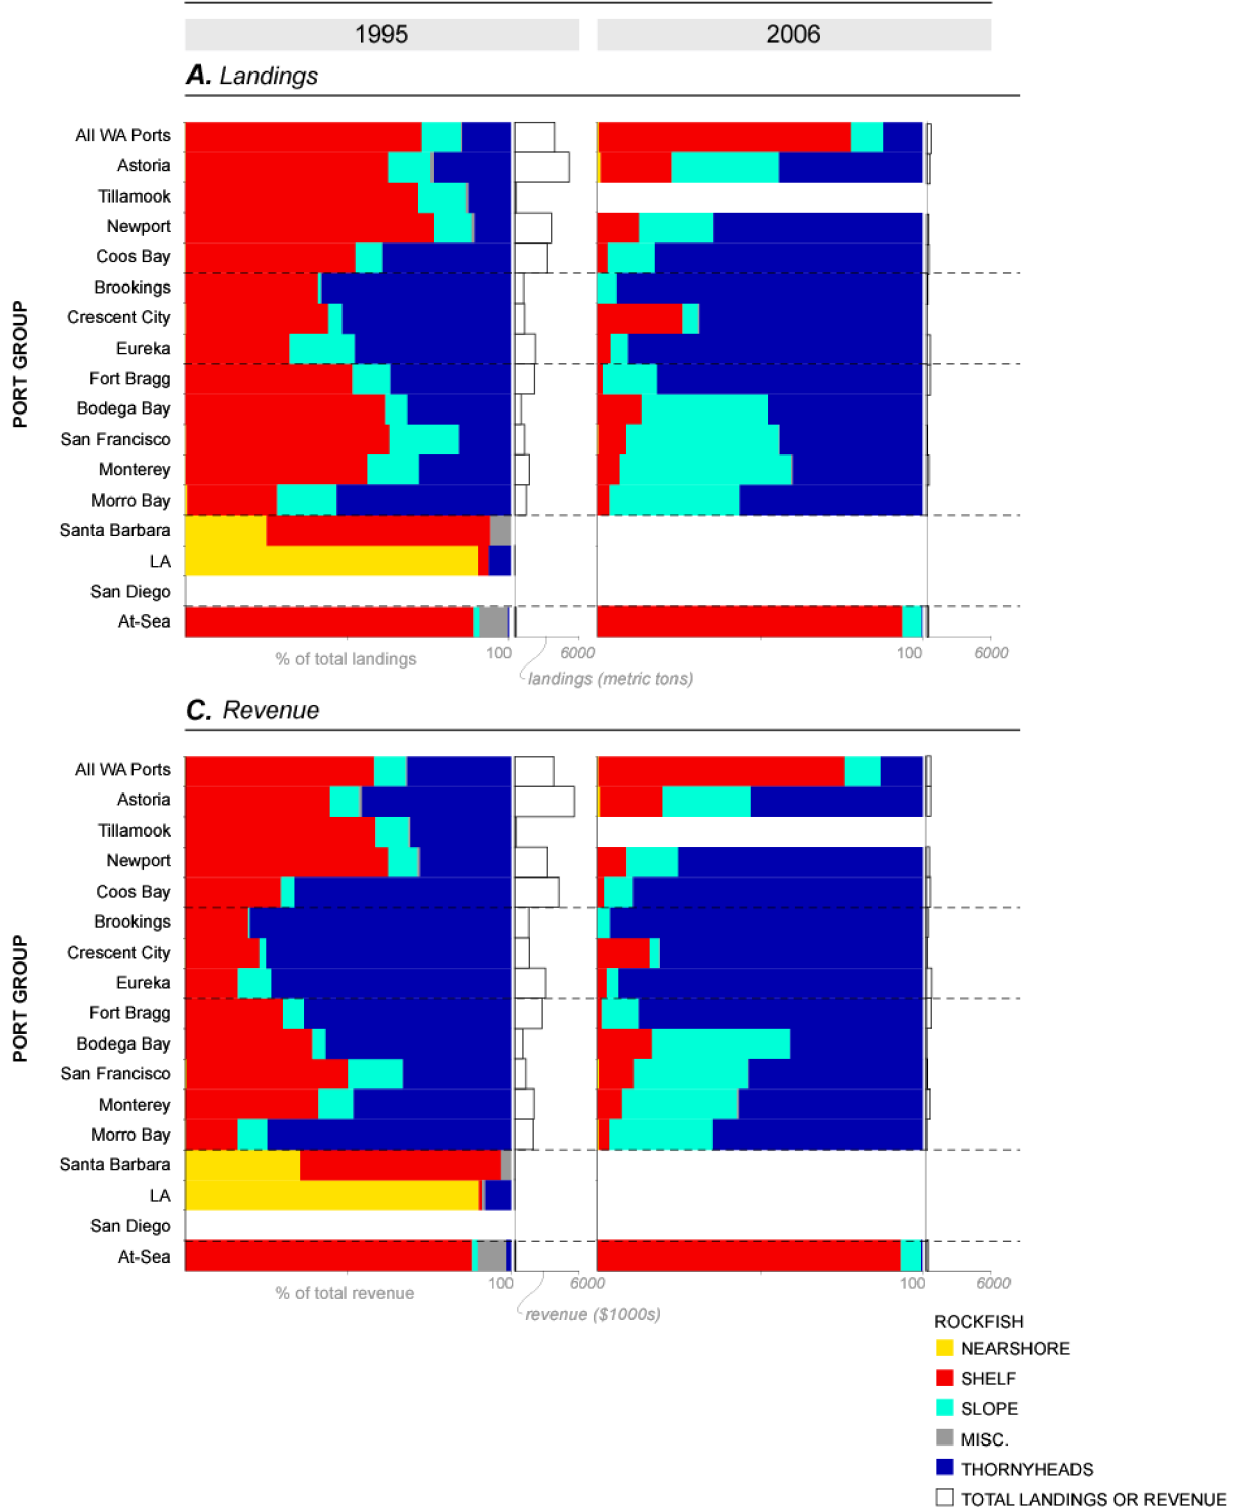 1995 2006
A. Landings
PORT GROUP
All WA Ports
Astoria
Tillamook
Newport
Coos Bay
Brookings
Crescent City
Eureka
Fort Bragg
Bodega Bay
San Francisco
Monterey
Morro Bay
Santa Barbara
LA
San Diego
At-Sea
% of total landings 100 6000 100 6000
landings (metric tons)
C. Revenue
PORT GROUP
All WA Ports
Astoria
Tillamook
Newport
Coos Bay
Brookings
Crescent City
Eureka
Fort Bragg
Bodega Bay
San Francisco
Monterey
Morro Bay
Santa Barbara
LA
San Diego
At-Sea
% of total revenue 100 6000 100 6000
revenue ($1000s)
ROCKFISH
NEARSHORE
SHELF
SLOPE
MISC.
THORNYHEADS
TOTAL LANDINGS OR REVENUE